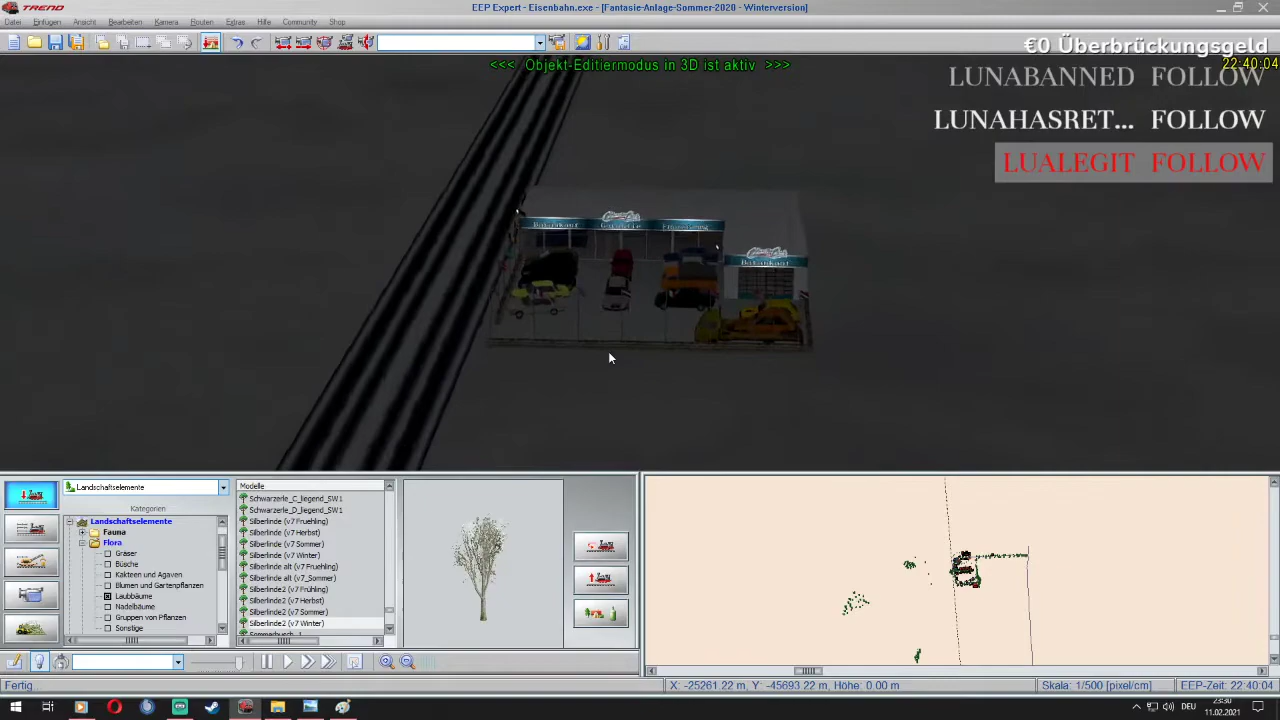 TREND EEP Expert - Eisenbahn.exe - [Fantasie-Anlage-Sommer-2020 - Winterversion]
Datei Einfügen Ansicht Bearbeiten Kamera Routen Extras Hilfe Community Shop
€0 Überbrückungsgeld
<<< Objekt-Editiermodus in 3D ist aktiv >>>
22:40:04
LUNABANNED FOLLOW
LUNAHASRET... FOLLOW
LUALEGIT FOLLOW
Landschaftselemente
Kategorien
Landschaftselemente
Fauna
Flora
Gräser
Büsche
Kakteen und Agaven
Blumen und Gartenpflanzen
Laubbäume
Nadelbäume
Gruppen von Pflanzen
Sonstige
Modelle
Schwarzerle_C_liegend_SW1
Schwarzerle_D_liegend_SW1
Silberlinde (v7 Fruehling)
Silberlinde (v7 Herbst)
Silberlinde (v7 Sommer)
Silberlinde (v7 Winter)
Silberlinde alt (v7 Fruehling)
Silberlinde alt (v7_Sommer)
Silberlinde2 (v7 Frühling)
Silberlinde2 (v7 Herbst)
Silberlinde2 (v7 Sommer)
Silberlinde2 (v7 Winter)
Fertig
X: -25261.22 m, Y: -45693.22 m, Höhe: 0.00 m
Skala: 1/500 [pixel/cm]
EEP-Zeit: 22:40:04
DEU
23:30
11.02.2021